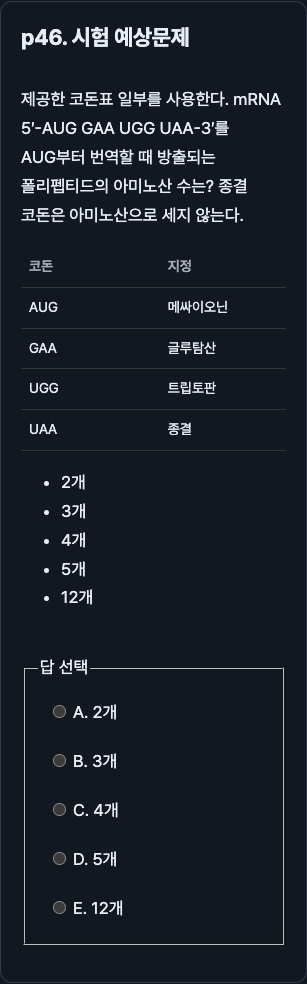 p46. 시험 예상문제
제공한 코돈표 일부를 사용한다. mRNA
5′-AUG GAA UGG UAA-3′를
AUG부터 번역할 때 방출되는
폴리펩티드의 아미노산 수는? 종결
코돈은 아미노산으로 세지 않는다.
코돈 지정
AUG 메싸이오닌
GAA 글루탐산
UGG 트립토판
UAA 종결
• 2개
• 3개
• 4개
• 5개
• 12개
답 선택
A. 2개
B. 3개
C. 4개
D. 5개
E. 12개